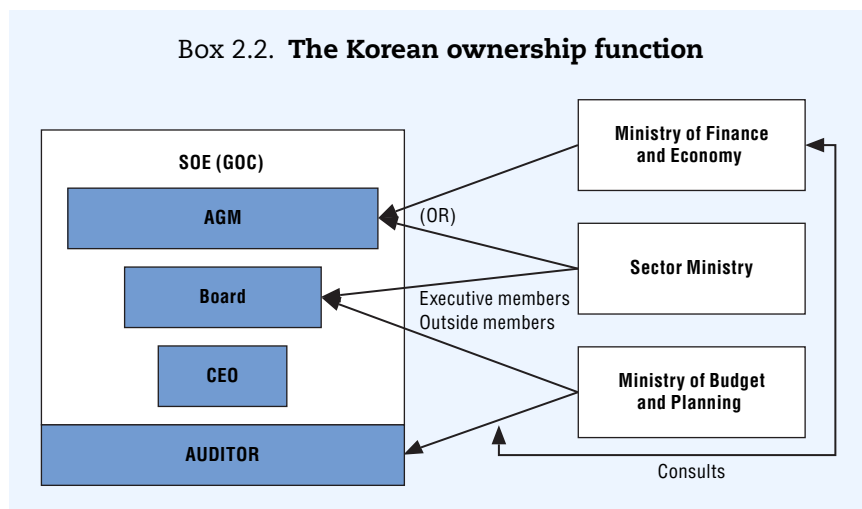 Box 2.2. The Korean ownership function
SOE (GOC)
AGM
Board
CEO
AUDITOR
(OR)
Executive members
Outside members
Ministry of Finance
and Economy
Sector Ministry
Ministry of Budget
and Planning
Consults